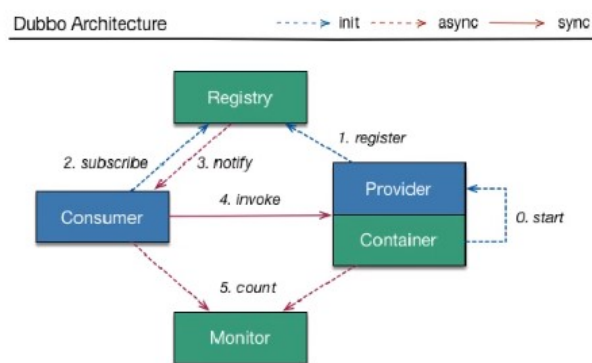 Dubbo Architecture
init
async
sync
Registry
1. register
2. subscribe
3. notify
Provider
Consumer
4. invoke
0. start
Container
5. count
Monitor